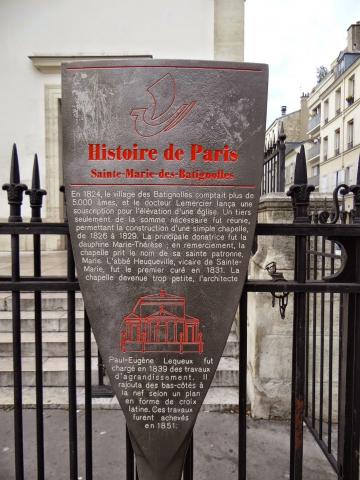 Histoire de Paris
Sainte-Marie-des-Batignolles
En 1824, le village des Batignolles comptait plus de
5.000 âmes, et le docteur Lemercier lança une
souscription pour l'élévation d'une église. Un tiers
seulement de la somme nécessaire fut réunie,
permettant la construction d'une simple chapelle,
de 1826 à 1829. La principale donatrice fut la
dauphine Marie-Thérèse ; en remerciement, la
chapelle prit le nom de sa sainte patronne,
Marie. L'abbé Heuqueville, vicaire de Sainte-
Marie, fut le premier curé en 1831. La
chapelle devenue trop petite, l'architecte
Paul-Eugène Lequeux fut
chargé en 1839 des travaux
d'agrandissement. Il
rajouta des bas-côtés à
la nef selon un plan
en forme de croix
latine. Ces travaux
furent achevés
en 1851.